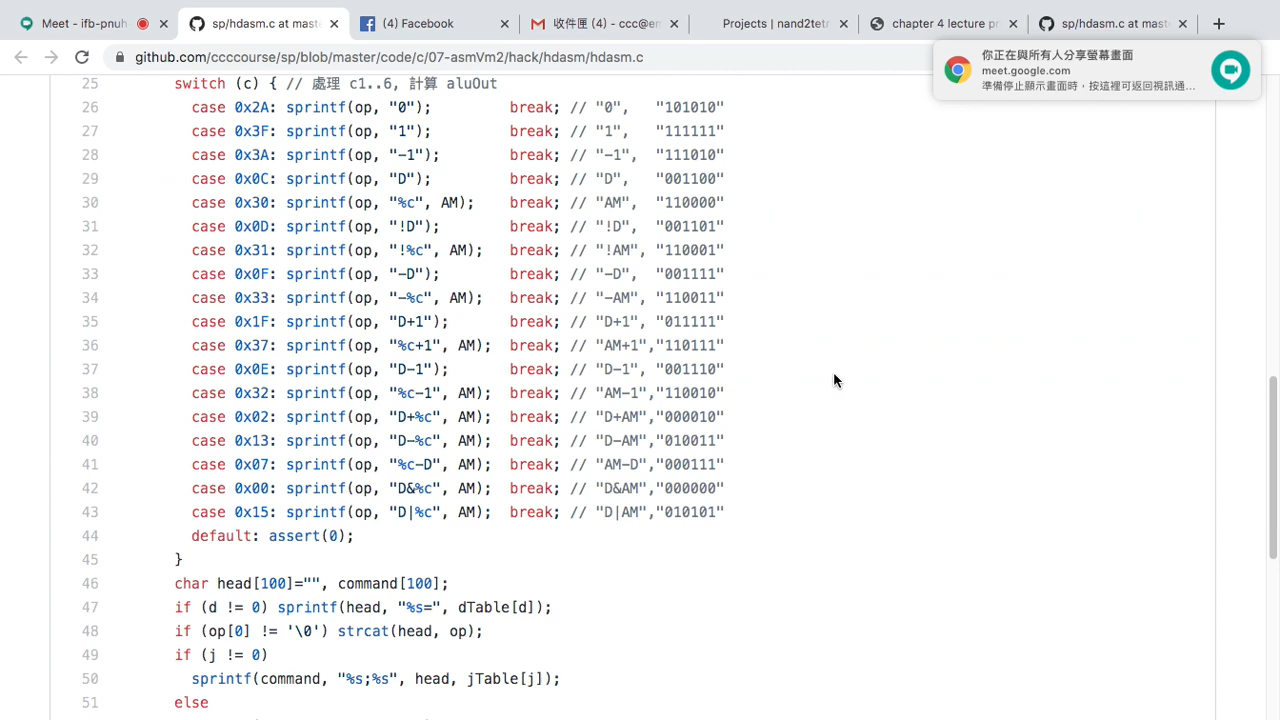 Meet - ifb-pnuh
sp/hdasm.c at maste
(4) Facebook
收件匣 (4) - ccc@em
Projects | nand2tetr
chapter 4 lecture pr
sp/hdasm.c at maste
github.com/ccccourse/sp/blob/master/code/c/07-asmVm2/hack/hdasm/hdasm.c
你正在與所有人分享螢幕畫面
meet.google.com
準備停止顯示畫面時，按這裡可返回視訊通...
25 switch (c) { // 處理 c1..6, 計算 aluOut
26 case 0x2A: sprintf(op, "0"); break; // "0", "101010"
27 case 0x3F: sprintf(op, "1"); break; // "1", "111111"
28 case 0x3A: sprintf(op, "-1"); break; // "-1", "111010"
29 case 0x0C: sprintf(op, "D"); break; // "D", "001100"
30 case 0x30: sprintf(op, "%c", AM); break; // "AM", "110000"
31 case 0x0D: sprintf(op, "!D"); break; // "!D", "001101"
32 case 0x31: sprintf(op, "!%c", AM); break; // "!AM", "110001"
33 case 0x0F: sprintf(op, "-D"); break; // "-D", "001111"
34 case 0x33: sprintf(op, "-%c", AM); break; // "-AM", "110011"
35 case 0x1F: sprintf(op, "D+1"); break; // "D+1", "011111"
36 case 0x37: sprintf(op, "%c+1", AM); break; // "AM+1","110111"
37 case 0x0E: sprintf(op, "D-1"); break; // "D-1", "001110"
38 case 0x32: sprintf(op, "%c-1", AM); break; // "AM-1","110010"
39 case 0x02: sprintf(op, "D+%c", AM); break; // "D+AM","000010"
40 case 0x13: sprintf(op, "D-%c", AM); break; // "D-AM","010011"
41 case 0x07: sprintf(op, "%c-D", AM); break; // "AM-D","000111"
42 case 0x00: sprintf(op, "D&%c", AM); break; // "D&AM","000000"
43 case 0x15: sprintf(op, "D|%c", AM); break; // "D|AM","010101"
44 default: assert(0);
45 }
46 char head[100]="", command[100];
47 if (d != 0) sprintf(head, "%s=", dTable[d]);
48 if (op[0] != '\0') strcat(head, op);
49 if (j != 0)
50 sprintf(command, "%s;%s", head, jTable[j]);
51 else